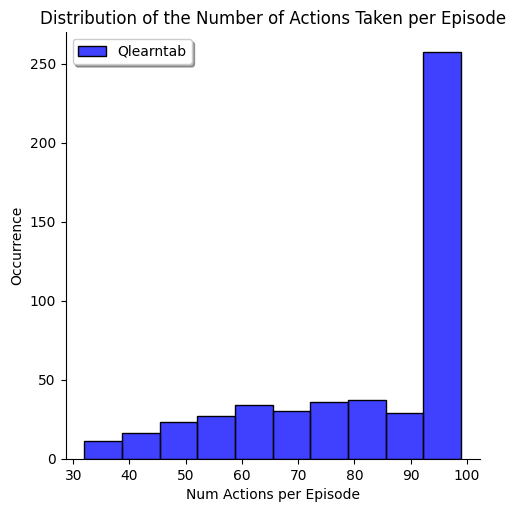 Distribution of the Number of Actions Taken per Episode
Qlearntab
250
200
150
100
50
0
Occurrence
30 40 50 60 70 80 90 100
Num Actions per Episode